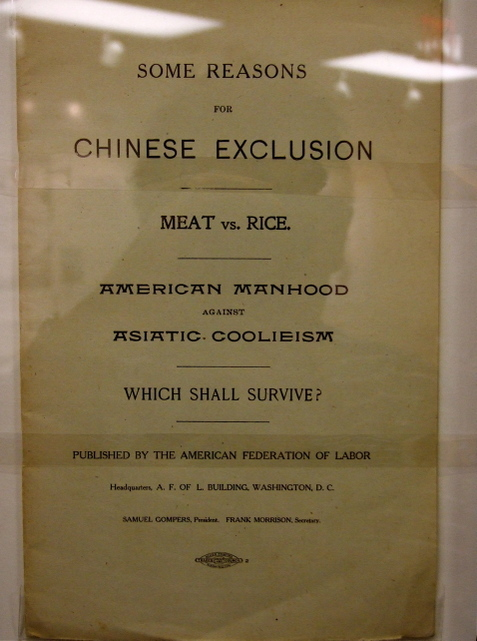 SOME REASONS
FOR
CHINESE EXCLUSION
MEAT vs. RICE.
AMERICAN MANHOOD
AGAINST
ASIATIC COOLIEISM
WHICH SHALL SURVIVE?
PUBLISHED BY THE AMERICAN FEDERATION OF LABOR
Headquarters, A. F. OF L. BUILDING, WASHINGTON, D. C.
SAMUEL GOMPERS, President. FRANK MORRISON, Secretary.